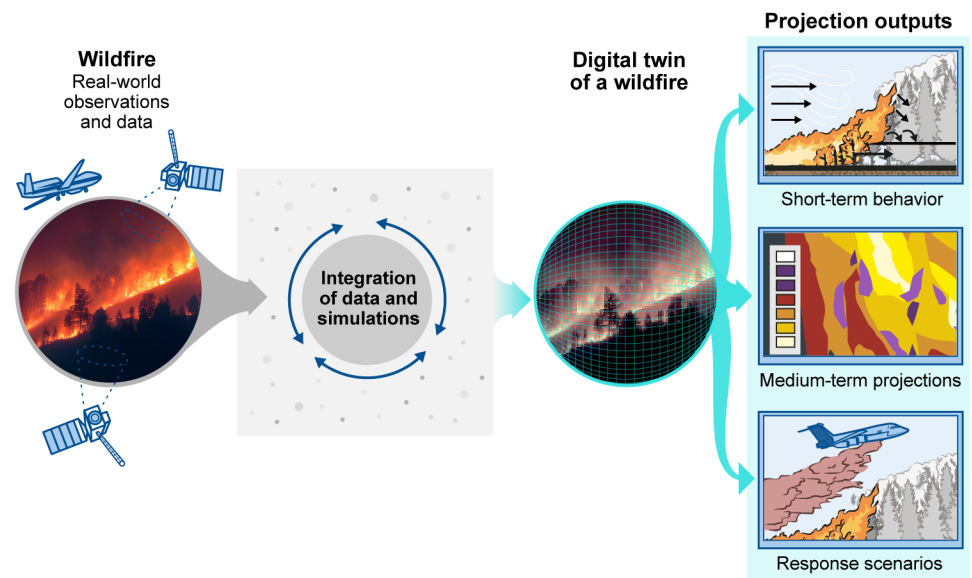 Wildfire
Real-world
observations
and data
Integration
of data and
simulations
Digital twin
of a wildfire
Projection outputs
Short-term behavior
Medium-term projections
Response scenarios